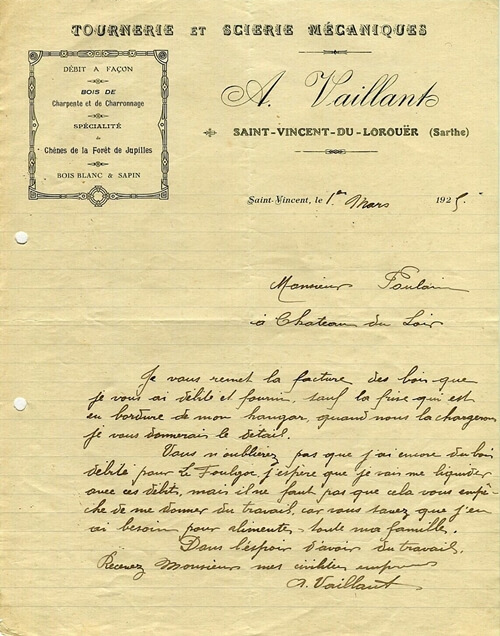 TOURNERIE ET SCIERIE MÉCANIQUES
DÉBIT A FAÇON
BOIS DE
Charpente et de Charronnage
SPÉCIALITÉ
de
Chênes de la Forêt de Jupilles
BOIS BLANC & SAPIN
A. Vaillant
SAINT-VINCENT-DU-LOROUËR (Sarthe)
Saint-Vincent, le 1er Mars 1925
Monsieur Poulain
à Chateau du Loir
Je vous remet la facture des bois que
je vous ai débité et fournir, sauf la frise qui est
en bordure de mon hangar, quand nous la chargerons
je vous donnerais le détail.
Vous n'oublierez pas que j'ai encore du bois
débité pour Le j'espère que je vais me liquider
avec ces débits, mais il ne faut pas que cela vous empê-
che de me donner du travail, car vous savez que j'en
ai besoin pour alimenter toute ma famille.
Dans l'espoir d'avoir du travail.
Recevez Monsieur mes civilités
A. Vaillant